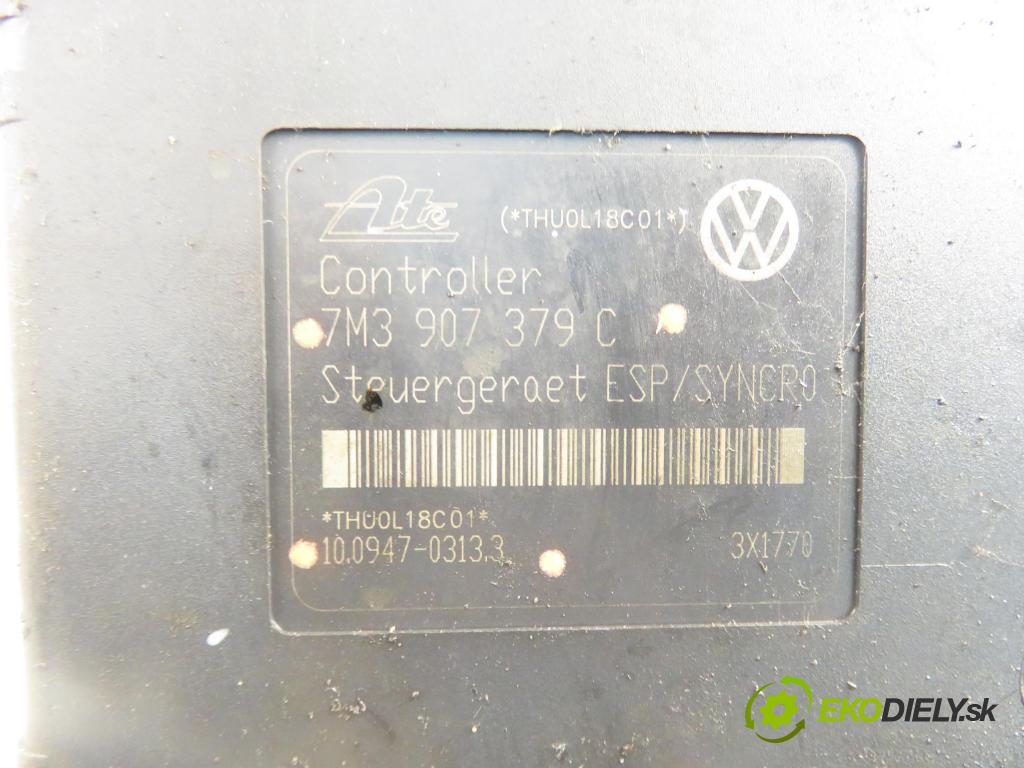 Ate (*THU0L18C01*)
Controller
7M3 907 379 C
Steuergeraet ESP/SYNCRO
*THU0L18C01*
10.0947-0313.3 3X1770
EKODIELY.sk